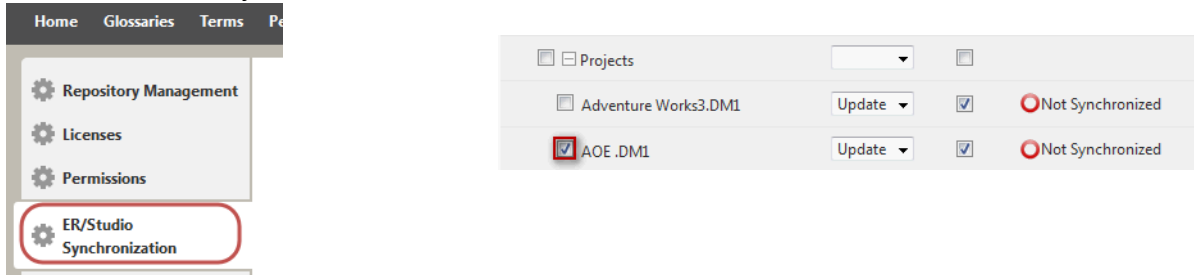 Home Glossaries Terms
Repository Management
Licenses
Permissions
ER/Studio
Synchronization
Projects
Adventure Works3.DM1 Update Not Synchronized
AOE .DM1 Update Not Synchronized